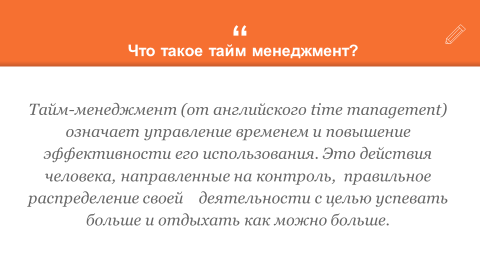 “
Что такое тайм менеджмент?
Тайм-менеджмент (от английского time management)
означает управление временем и повышение
эффективности его использования. Это действия
человека, направленные на контроль, правильное
распределение своей деятельности с целью успевать
больше и отдыхать как можно больше.